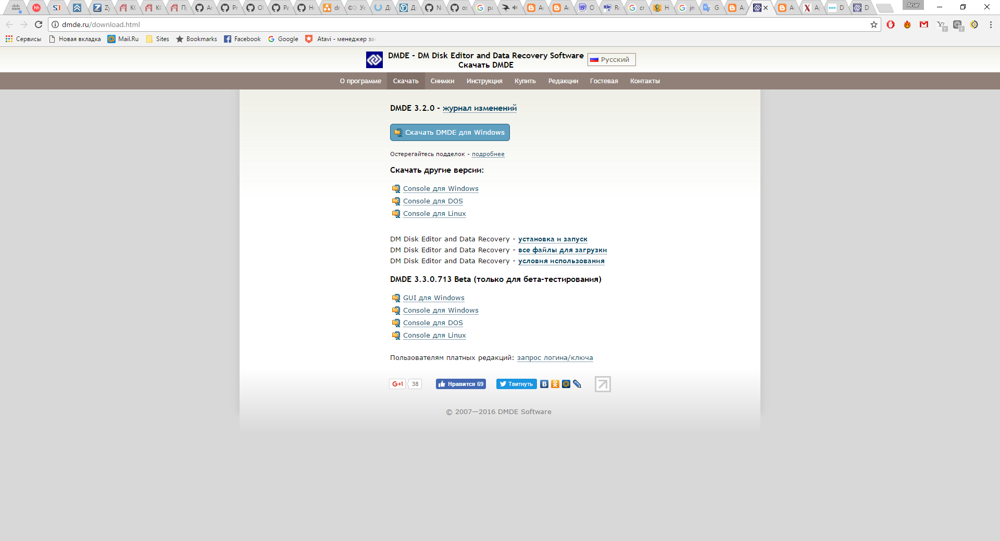 Anar
dmde.ru/download.html
Сервисы Новая вкладка Mail.Ru Sites Bookmarks Facebook Google Atavi - менеджер за
DMDE - DM Disk Editor and Data Recovery Software
Скачать DMDE
Русский
О программе Скачать Снимки Инструкция Купить Редакции Гостевая Контакты
DMDE 3.2.0 - журнал изменений
Скачать DMDE для Windows
Остерегайтесь подделок - подробнее
Скачать другие версии:
Console для Windows
Console для DOS
Console для Linux
DM Disk Editor and Data Recovery - установка и запуск
DM Disk Editor and Data Recovery - все файлы для загрузки
DM Disk Editor and Data Recovery - условия использования
DMDE 3.3.0.713 Beta (только для бета-тестирования)
GUI для Windows
Console для Windows
Console для DOS
Console для Linux
Пользователям платных редакций: запрос логина/ключа
G+1 38 Нравится 69 Твитнуть
© 2007—2016 DMDE Software